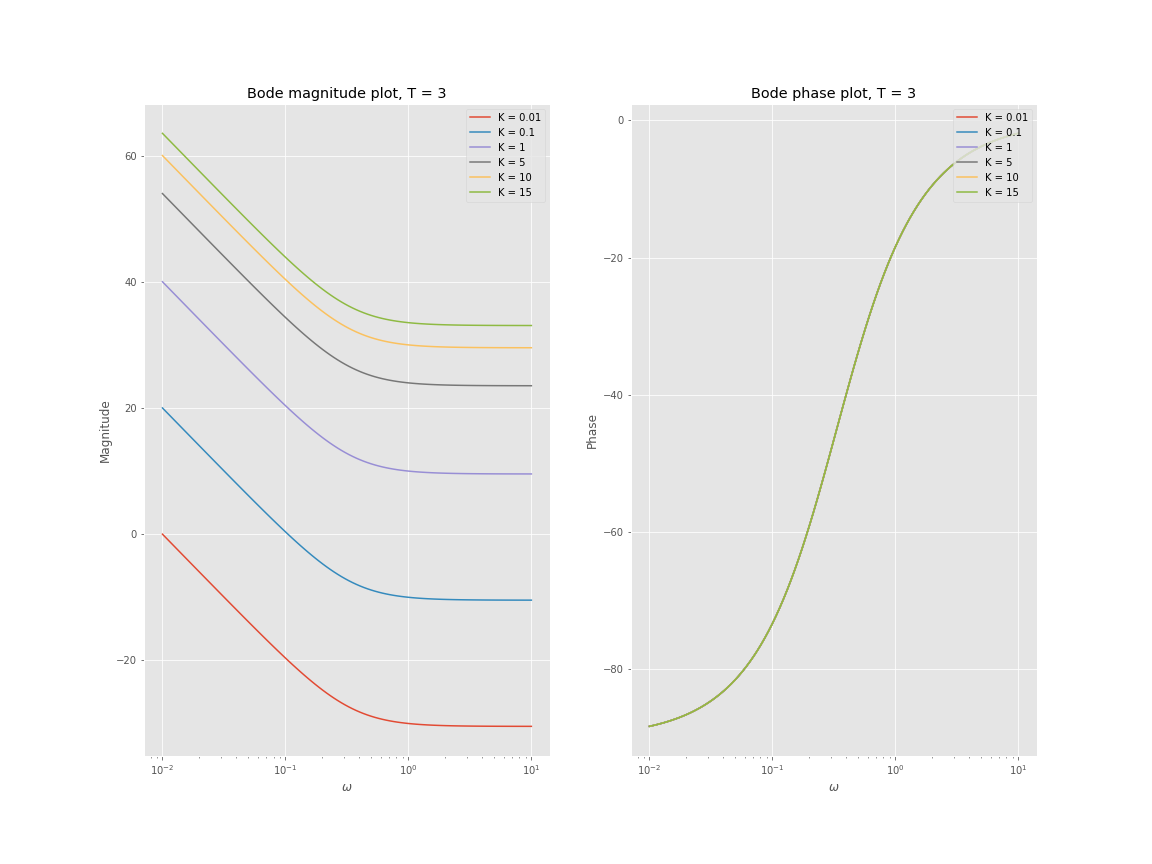 Bode magnitude plot, T = 3
K = 0.01
K = 0.1
K = 1
K = 5
K = 10
K = 15
60
40
20
0
−20
Magnitude
10⁻²
10⁻¹
10⁰
10¹
ω
Bode phase plot, T = 3
K = 0.01
K = 0.1
K = 1
K = 5
K = 10
K = 15
0
−20
−40
−60
−80
Phase
10⁻²
10⁻¹
10⁰
10¹
ω